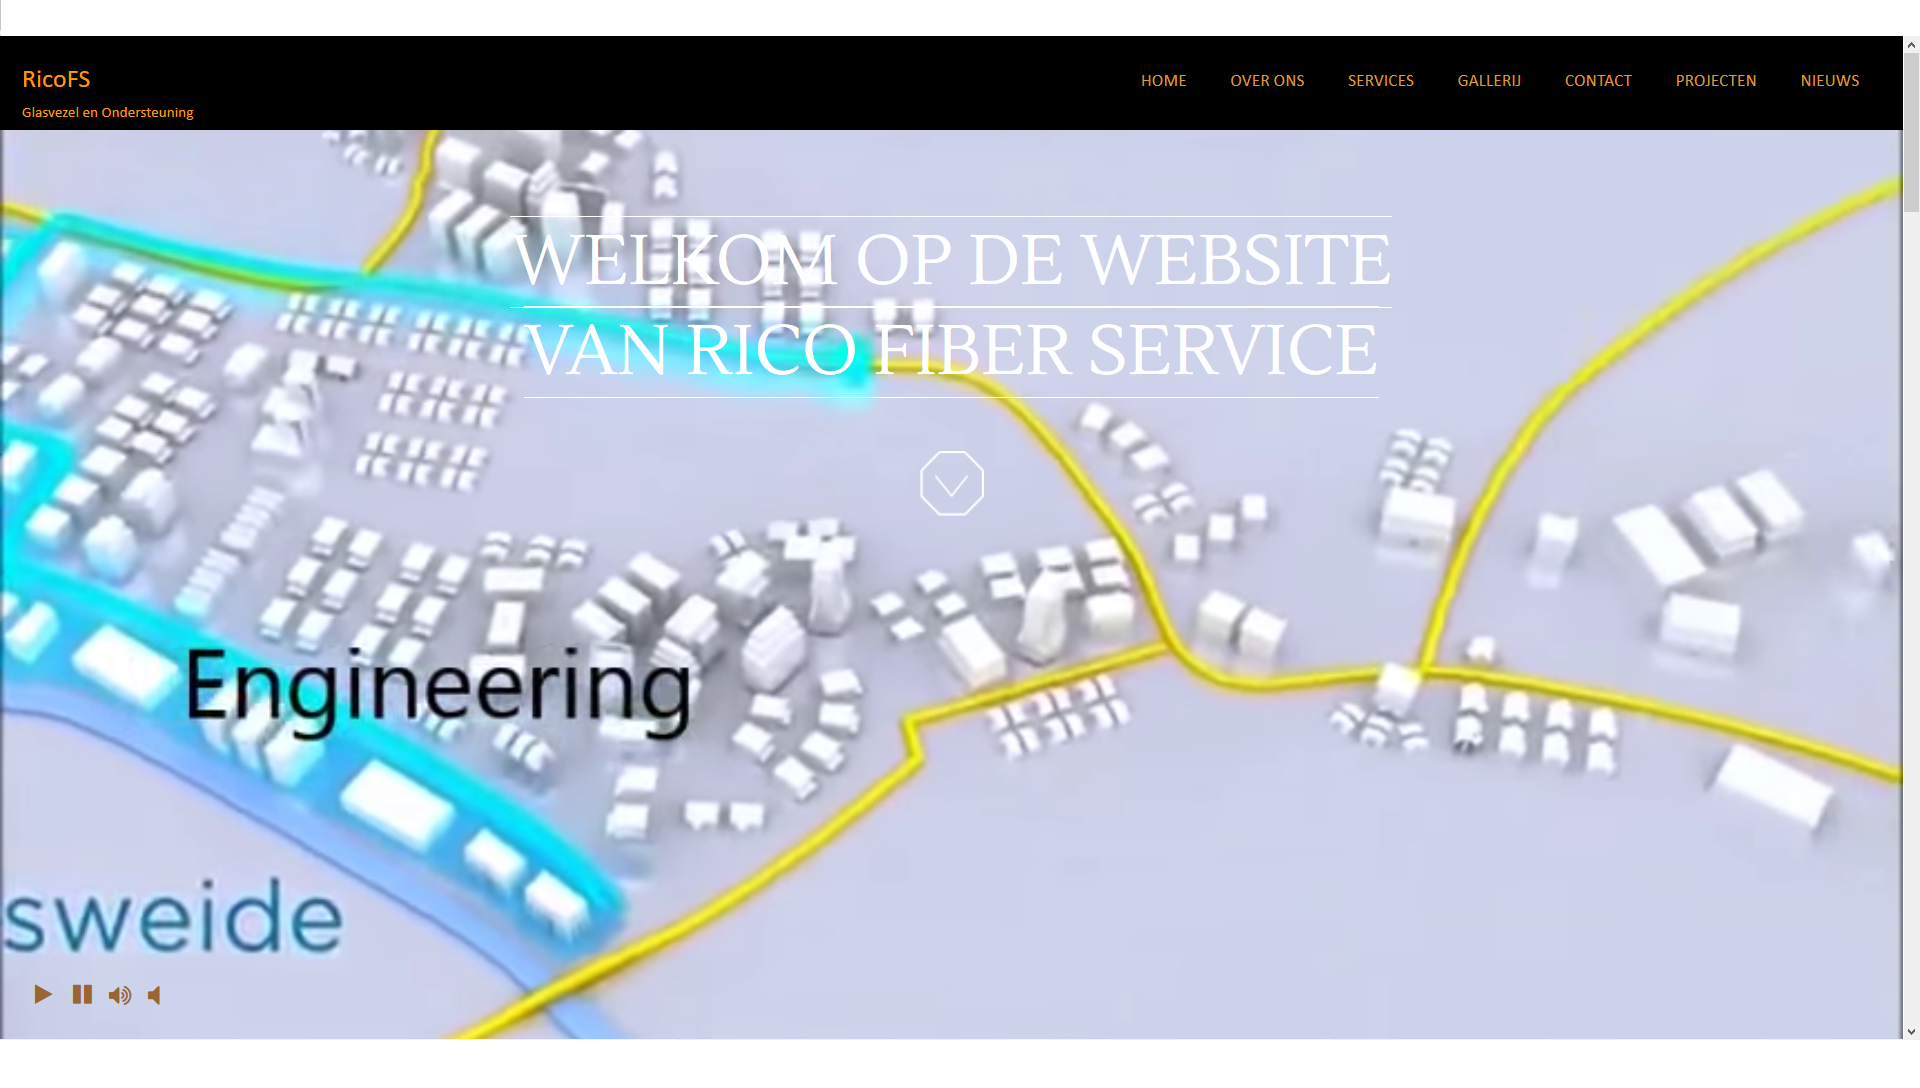 RicoFS
Glasvezel en Ondersteuning
HOME OVER ONS SERVICES GALLERIJ CONTACT PROJECTEN NIEUWS
WELKOM OP DE WEBSITE
VAN RICO FIBER SERVICE
Engineering
sweide